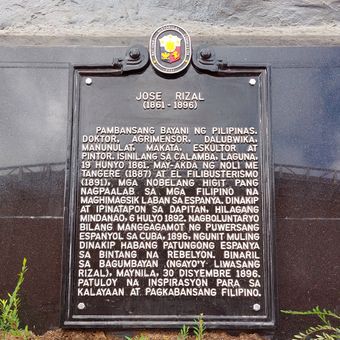 JOSE RIZAL
(1861 - 1896)
PAMBANSANG BAYANI NG PILIPINAS.
DOKTOR, AGRIMENSOR, DALUBWIKA,
MANUNULAT, MAKATA, ESKULTOR AT
PINTOR. ISINILANG SA CALAMBA, LAGUNA,
19 HUNYO 1861. MAY-AKDA NG NOLI ME
TANGERE (1887) AT EL FILIBUSTERISMO
(1891), MGA NOBELANG HIGIT PANG
NAGPAALAB SA MGA FILIPINO NA
MAGHIMAGSIK LABAN SA ESPANYA. DINAKIP
AT IPINATAPON SA DAPITAN, HILAGANG
MINDANAO, 6 HULYO 1892. NAGBOLUNTARYO
BILANG MANGGAGAMOT NG PUWERSANG
ESPANYOL SA CUBA, 1896, NGUNIT MULING
DINAKIP HABANG PATUNGONG ESPANYA
SA BINTANG NA REBELYON. BINARIL
SA BAGUMBAYAN (NGAYO'Y LIWASANG
RIZAL), MAYNILA, 30 DISYEMBRE 1896.
PATULOY NA INSPIRASYON PARA SA
KALAYAAN AT PAGKABANSANG FILIPINO.